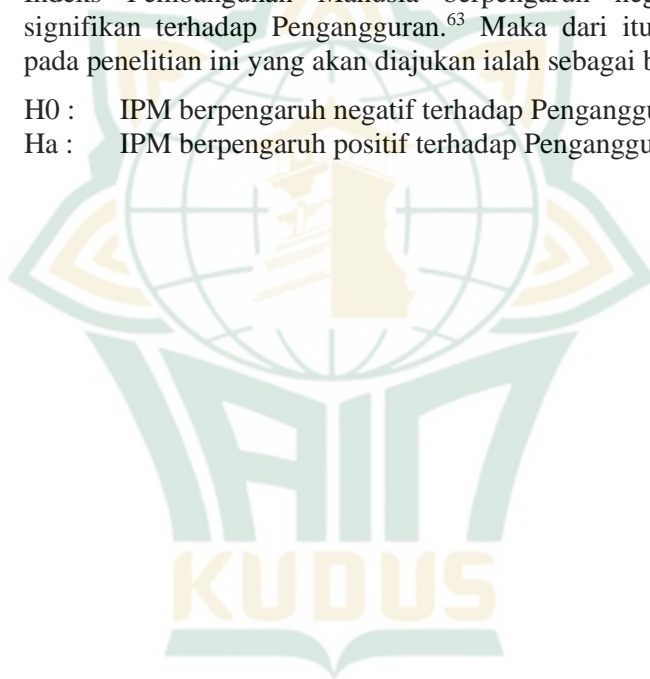 Indeks Pembangunan Manusia berpengaruh neg
signifikan terhadap Pengangguran.⁶³ Maka dari itu
pada penelitian ini yang akan diajukan ialah sebagai b
H0 : IPM berpengaruh negatif terhadap Penganggu
Ha : IPM berpengaruh positif terhadap Penganggu
IAIN
KUDUS